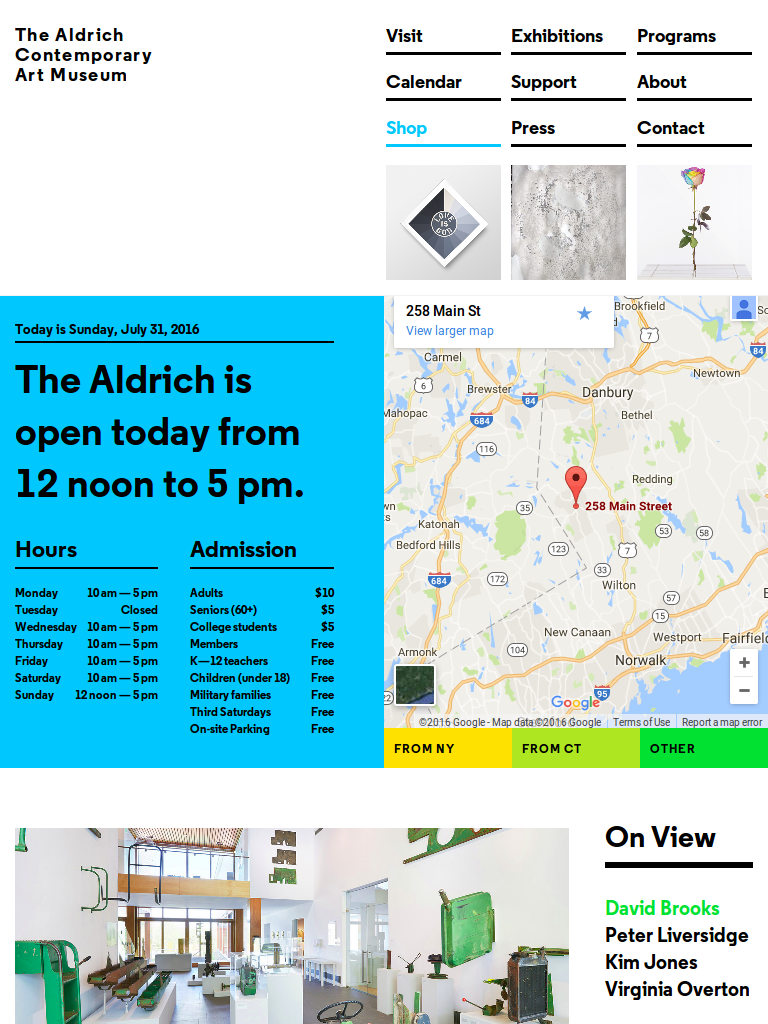 The Aldrich
Contemporary
Art Museum
Visit
Exhibitions
Programs
Calendar
Support
About
Shop
Press
Contact
LOVE
IS
GOD
Today is Sunday, July 31, 2016
The Aldrich is
open today from
12 noon to 5 pm.
Hours
Monday 10 am — 5 pm
Tuesday Closed
Wednesday 10 am — 5 pm
Thursday 10 am — 5 pm
Friday 10 am — 5 pm
Saturday 10 am — 5 pm
Sunday 12 noon — 5 pm
Admission
Adults $10
Seniors (60+) $5
College students $5
Members Free
K—12 teachers Free
Children (under 18) Free
Military families Free
Third Saturdays Free
On-site Parking Free
258 Main St
View larger map
Brookfield
7
84
Carmel
Newtown
6
Brewster
84
Danbury
Mahopac
684
Bethel
116
Redding
35
258 Main Street
Katonah
53
58
Bedford Hills
123
7
684
172
33
Wilton
57
15
New Canaan
Westport
Fairfield
104
Armonk
Norwalk
95
Google
©2016 Google - Map data ©2016 Google
Terms of Use
Report a map error
FROM NY
FROM CT
OTHER
On View
David Brooks
Peter Liversidge
Kim Jones
Virginia Overton